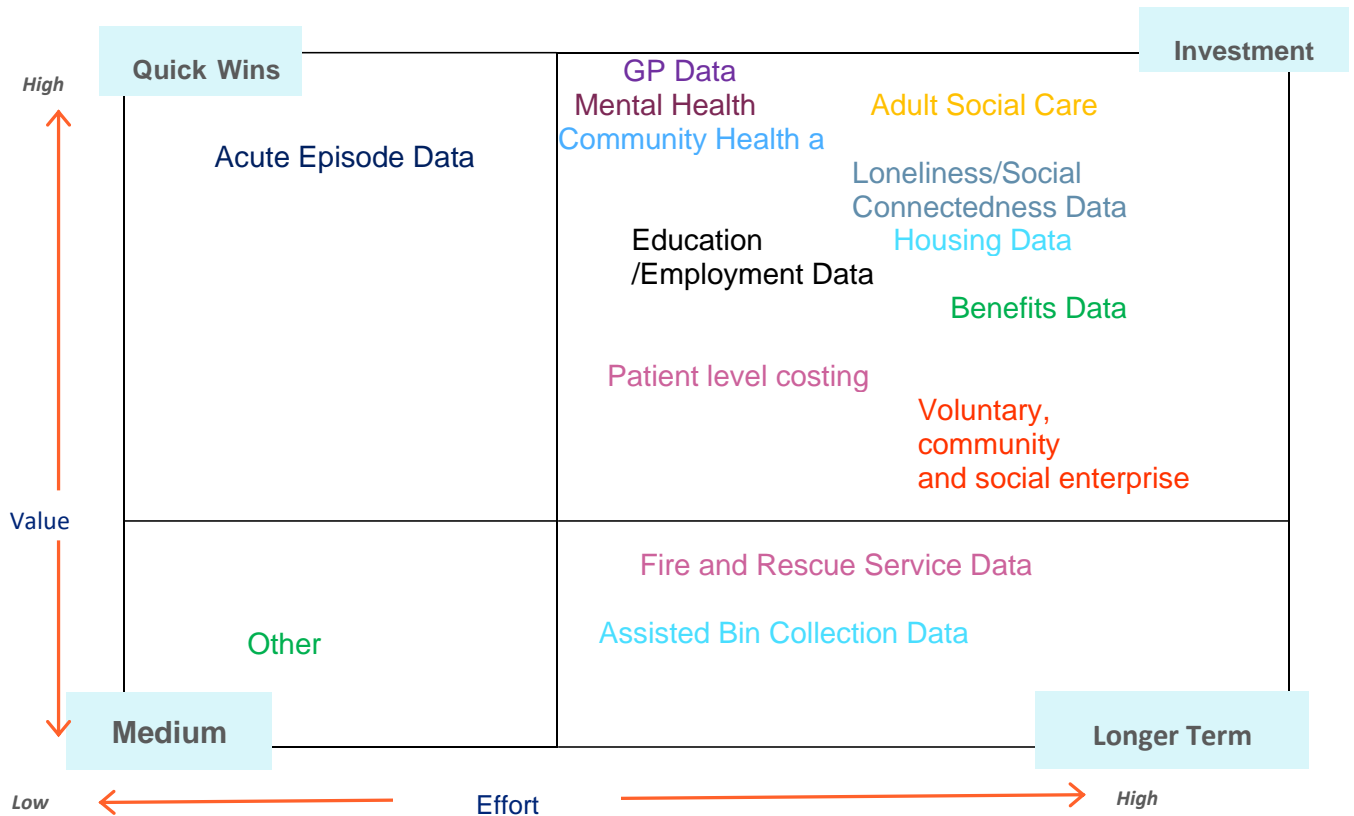 Quick Wins
Investment
High
GP Data
Mental Health
Adult Social Care
Community Health a
Acute Episode Data
Loneliness/Social
Connectedness Data
Education
/Employment Data
Housing Data
Benefits Data
Patient level costing
Voluntary,
community
and social enterprise
Value
Fire and Rescue Service Data
Other
Assisted Bin Collection Data
Medium
Longer Term
Low
Effort
High